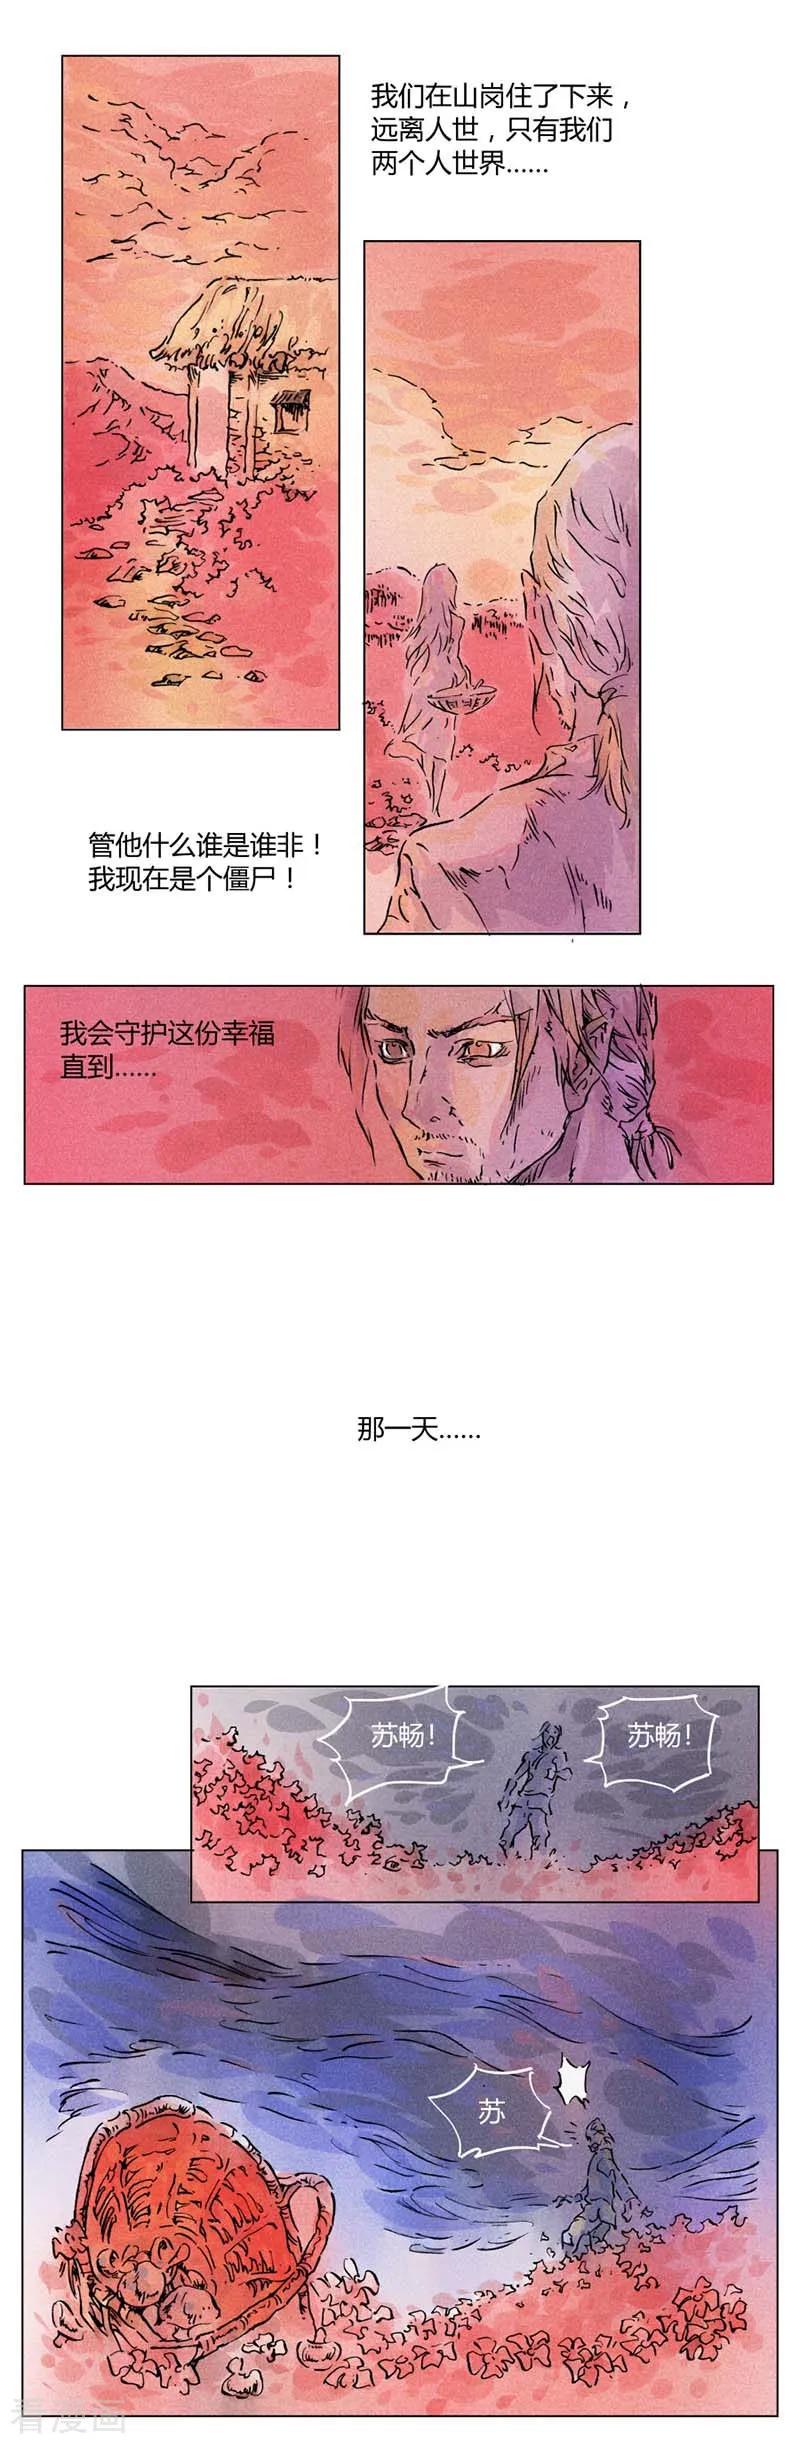 我们在山岗住了下来，
远离人世，只有我们
两个人世界……
管他什么谁是谁非！
我现在是个僵尸！
我会守护这份幸福
直到……
那一天……
苏畅！
苏畅！
苏
看漫画